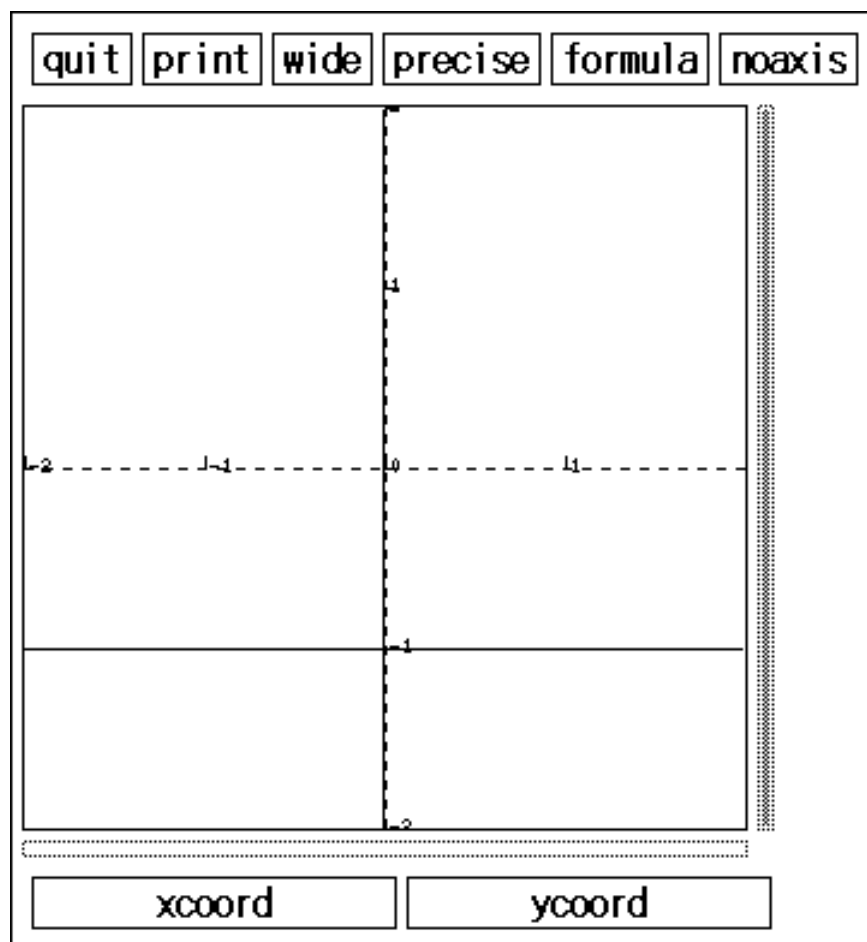 quit print wide precise formula noaxis
1
-2 -1 0 1
-1
-2
xcoord ycoord